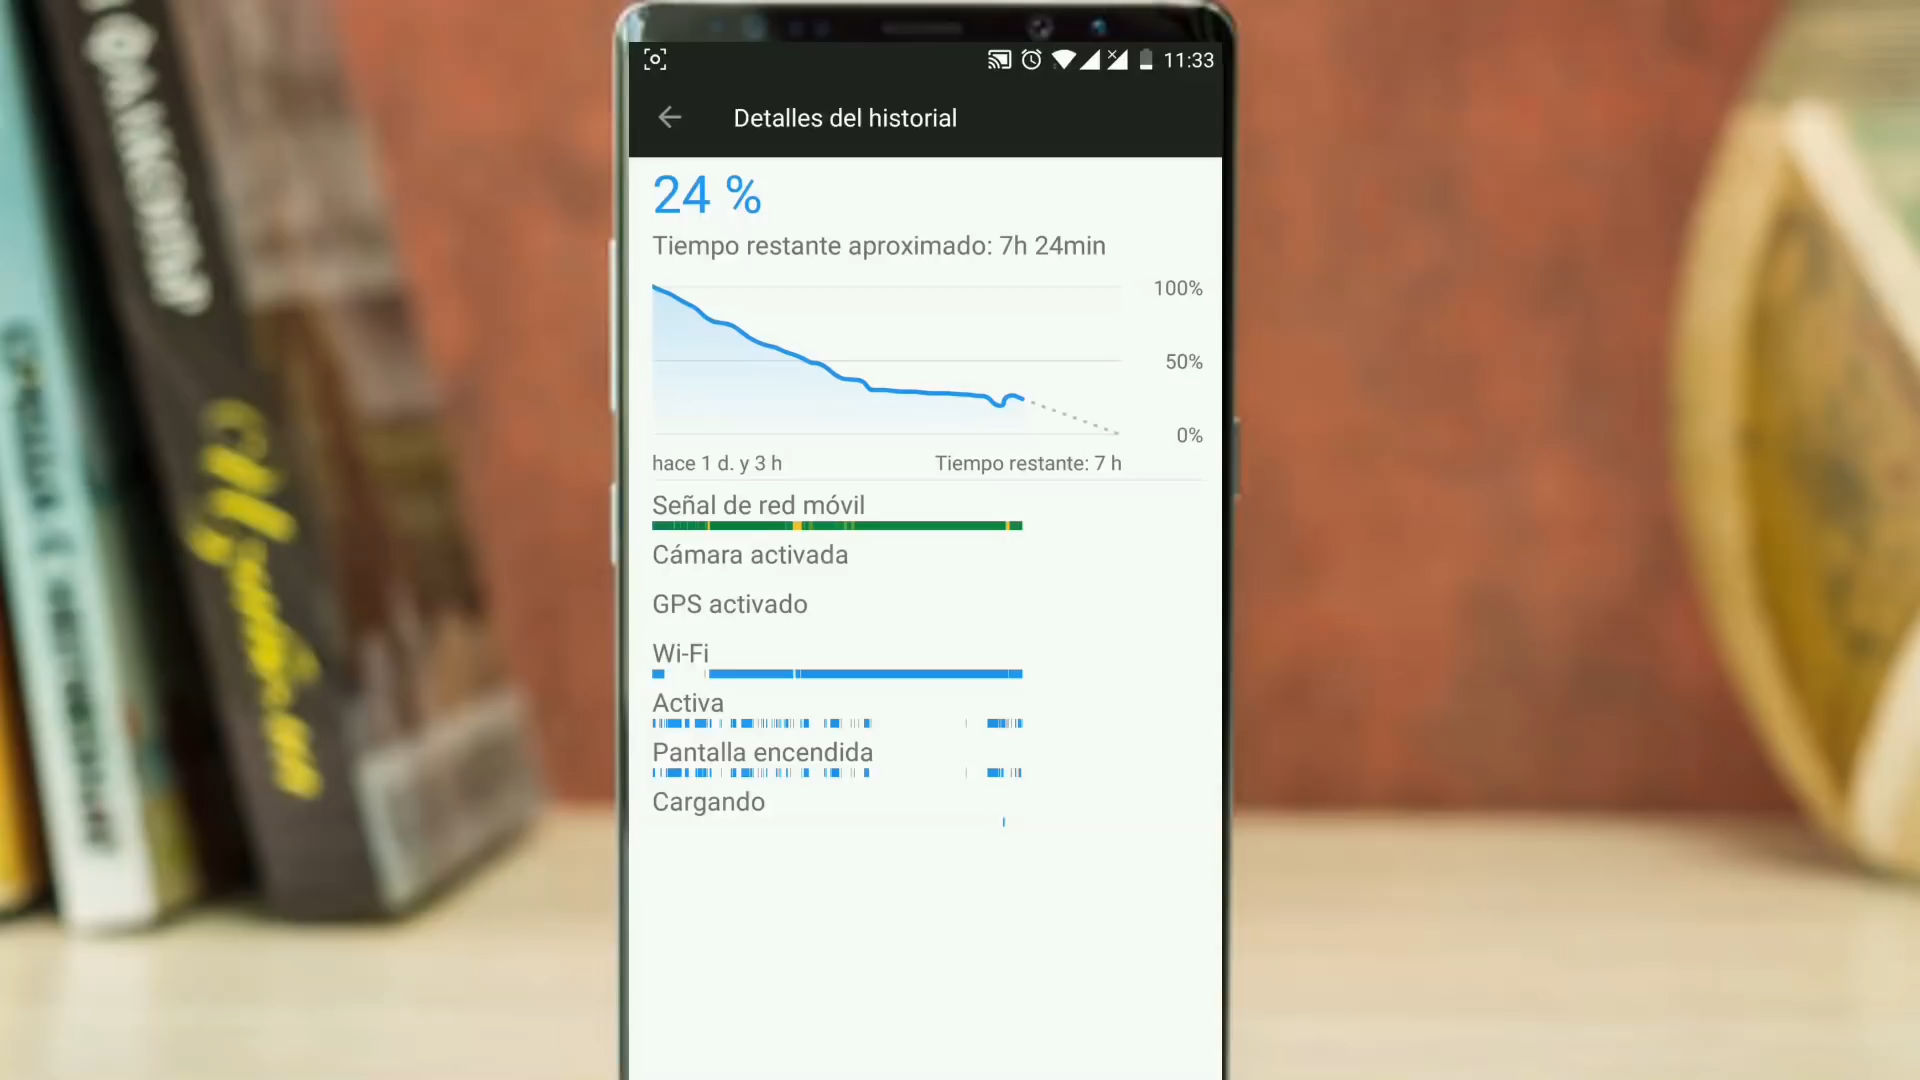 11:33
Detalles del historial
24 %
Tiempo restante aproximado: 7h 24min
100%
50%
0%
hace 1 d. y 3 h
Tiempo restante: 7 h
Señal de red móvil
Cámara activada
GPS activado
Wi-Fi
Activa
Pantalla encendida
Cargando